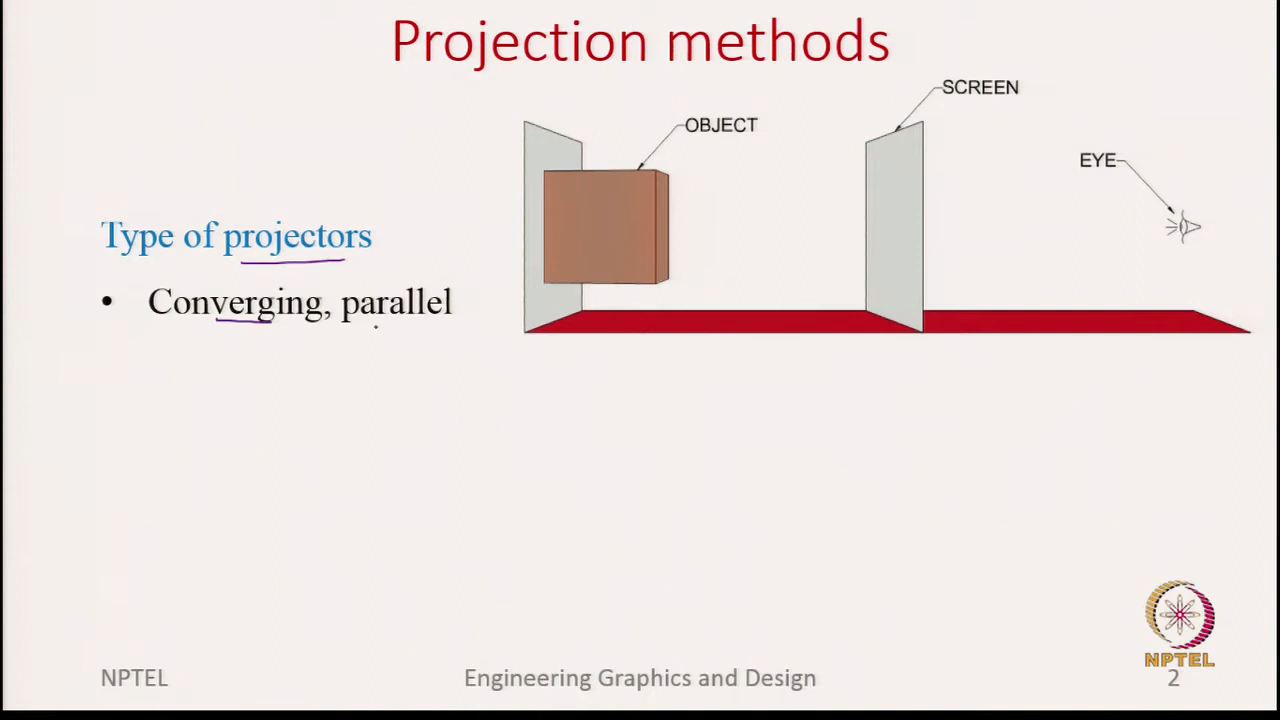 Projection methods
SCREEN
OBJECT
EYE
Type of projectors
• Converging, parallel
NPTEL
NPTEL
Engineering Graphics and Design
2